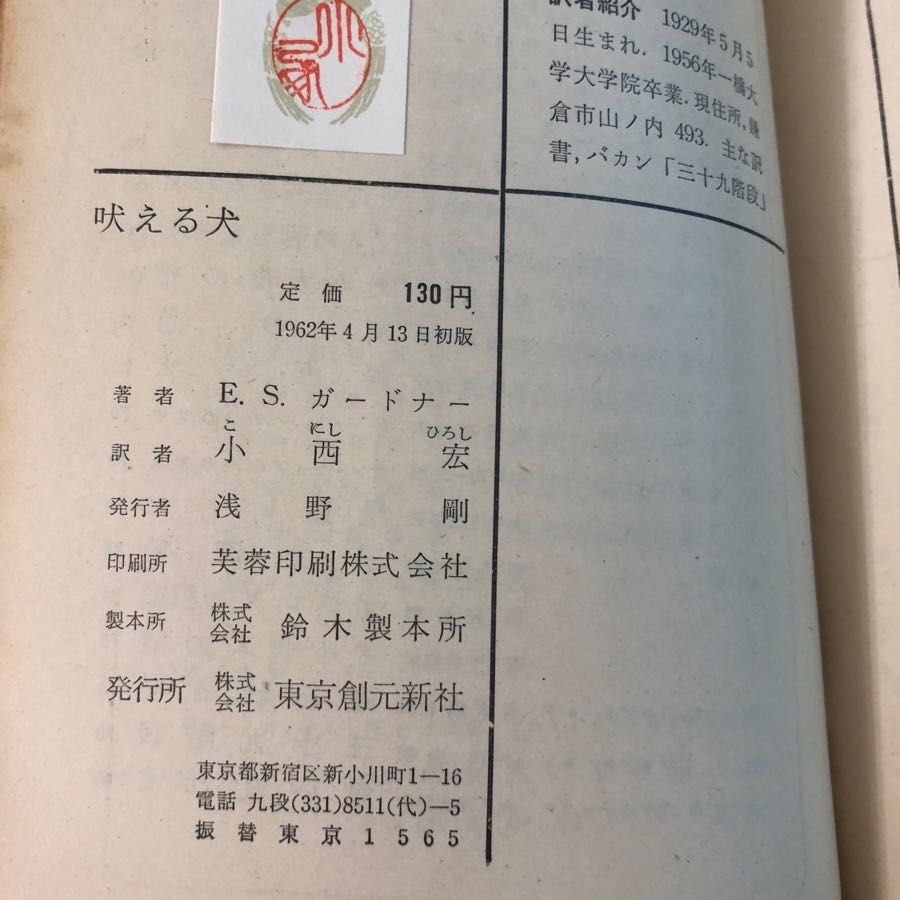 訳者紹介 1929年5月5
日生まれ. 1956年一橋大
学大学院卒業. 現住所, 鎌
倉市山ノ内 493. 主な訳
書, バカン「三十九階段」
吠える犬
定価 130円
1962年4月13日初版
著者 E. S. ガードナー
こ にし ひろし
訳者 小西宏
発行者 浅野剛
印刷所 芙蓉印刷株式会社
製本所 株式会社 鈴木製本所
発行所 株式会社 東京創元新社
東京都新宿区新小川町1—16
電話 九段(331)8511(代)—5
振替東京1565